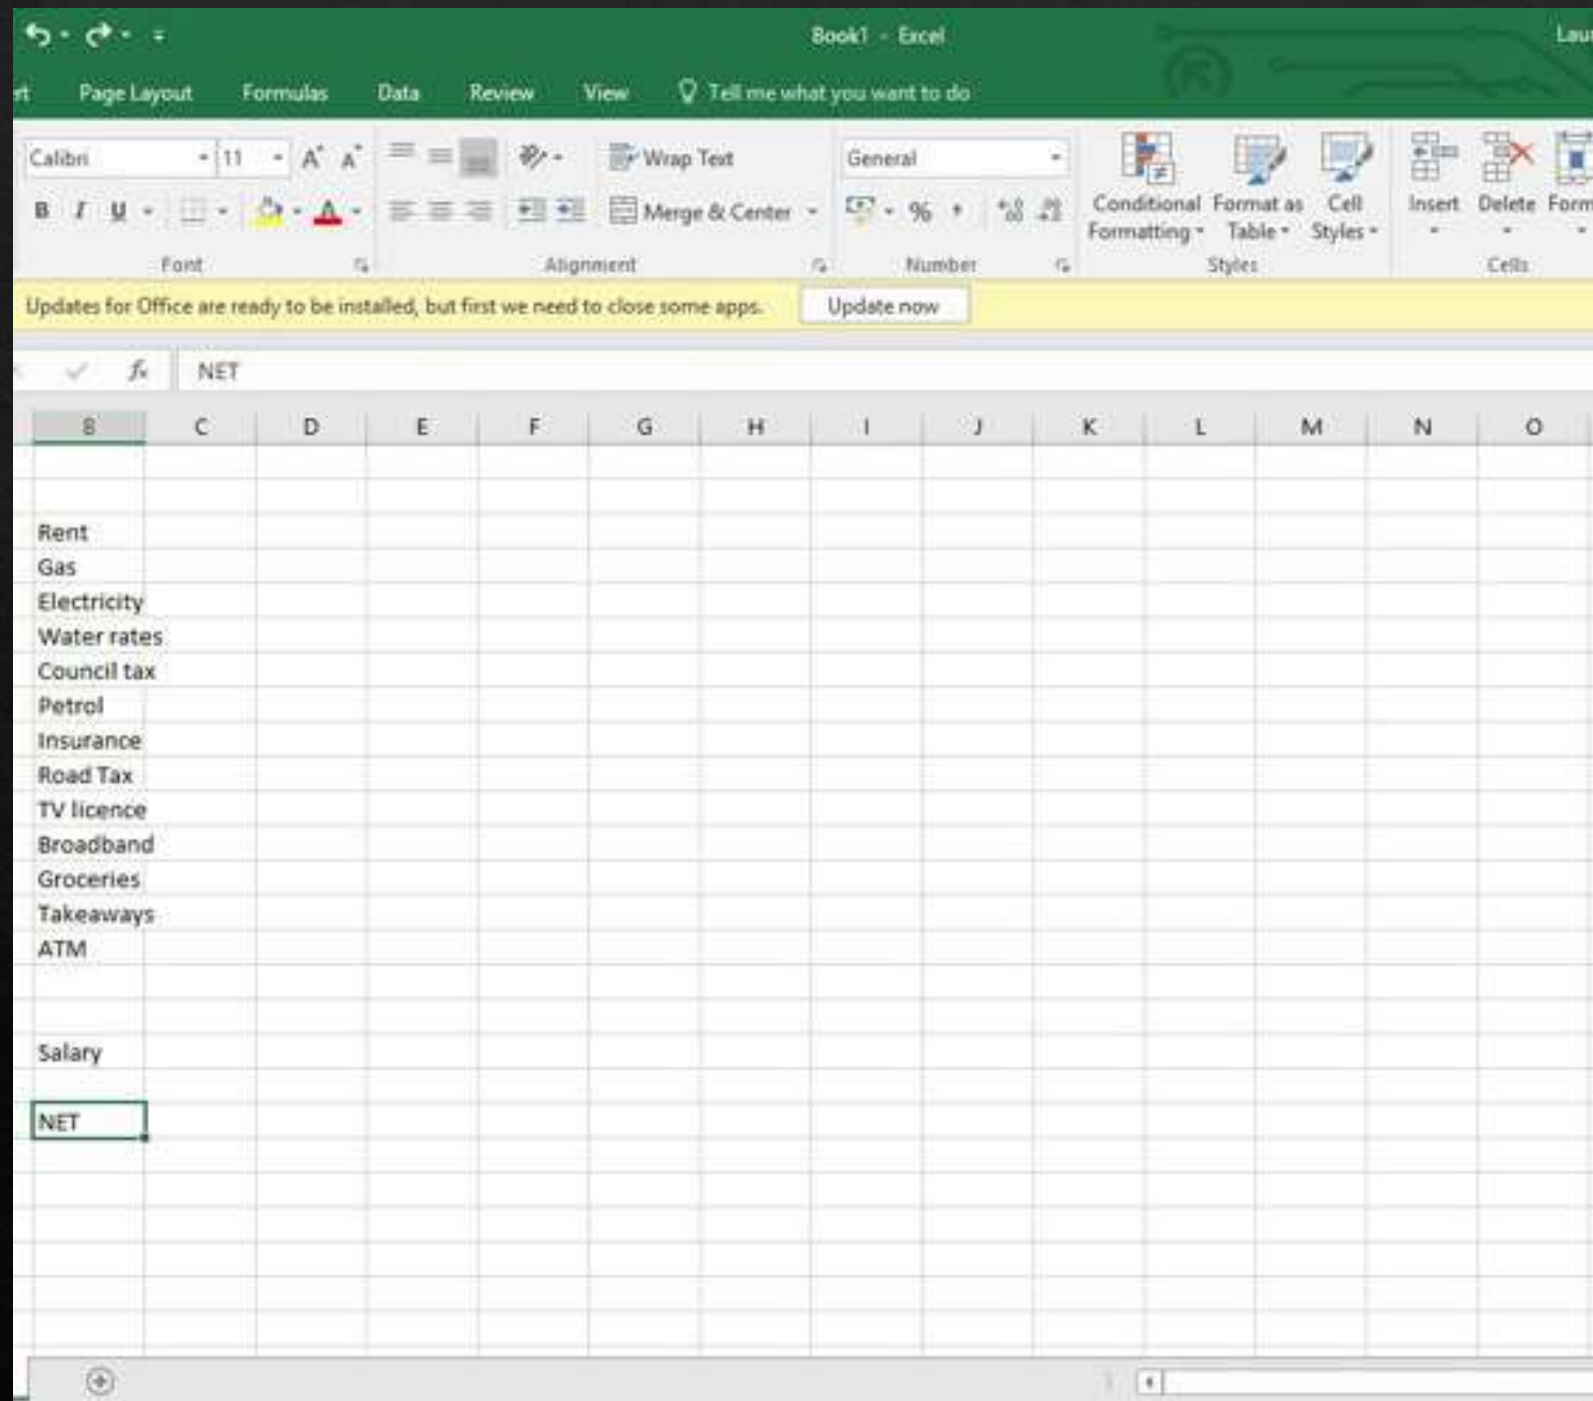 Book1 - Excel
Page Layout Formulas Data Review View Tell me what you want to do
Calibri 11 A A Wrap Text General
B I U A Merge & Center % Conditional Formatting Format as Table Cell Styles Insert Delete
Font Alignment Number Styles Cells
Updates for Office are ready to be installed, but first we need to close some apps. Update now
fx NET
B C D E F G H I J K L M N O
Rent
Gas
Electricity
Water rates
Council tax
Petrol
Insurance
Road Tax
TV licence
Broadband
Groceries
Takeaways
ATM
Salary
NET